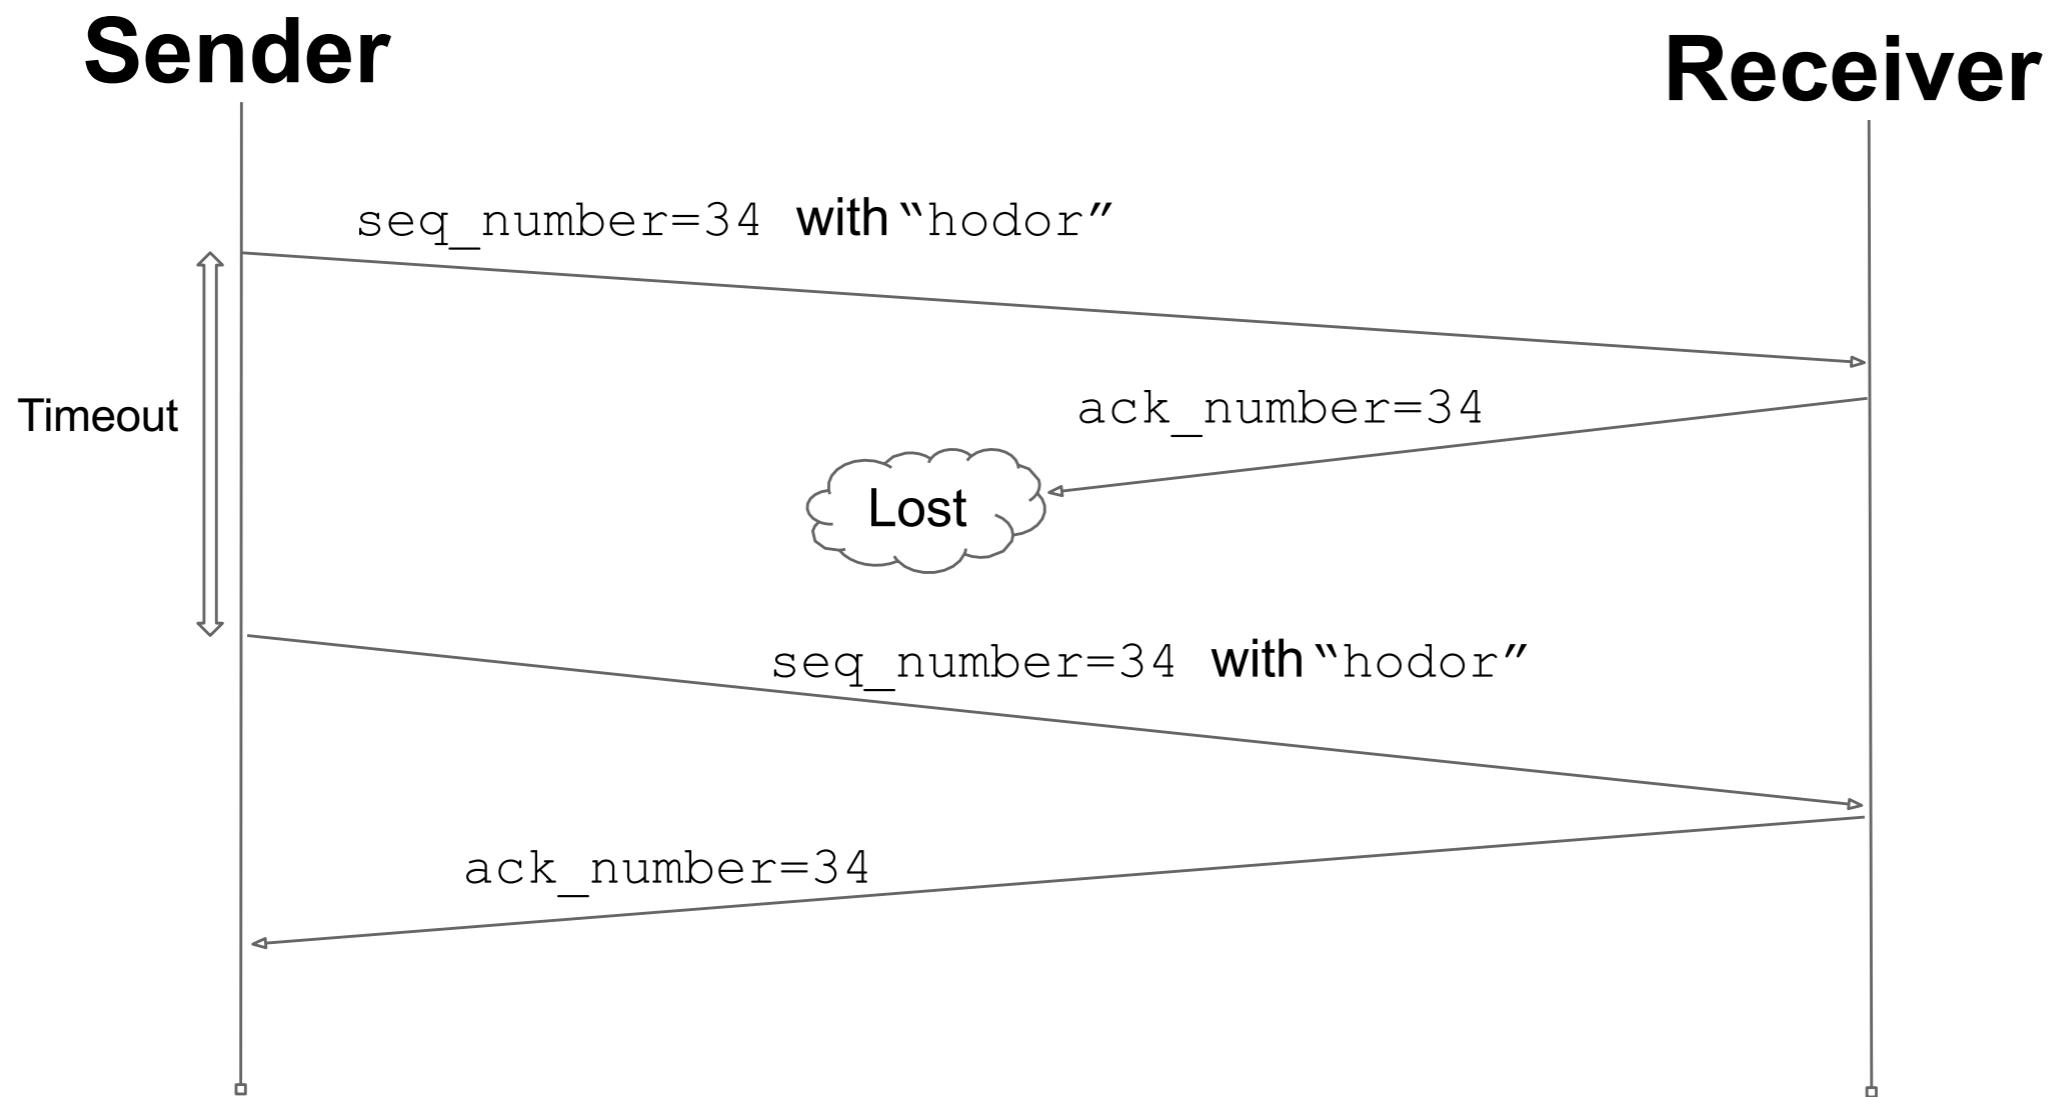 Sender
Receiver
seq_number=34 with “hodor”
ack_number=34
Timeout
Lost
seq_number=34 with “hodor”
ack_number=34